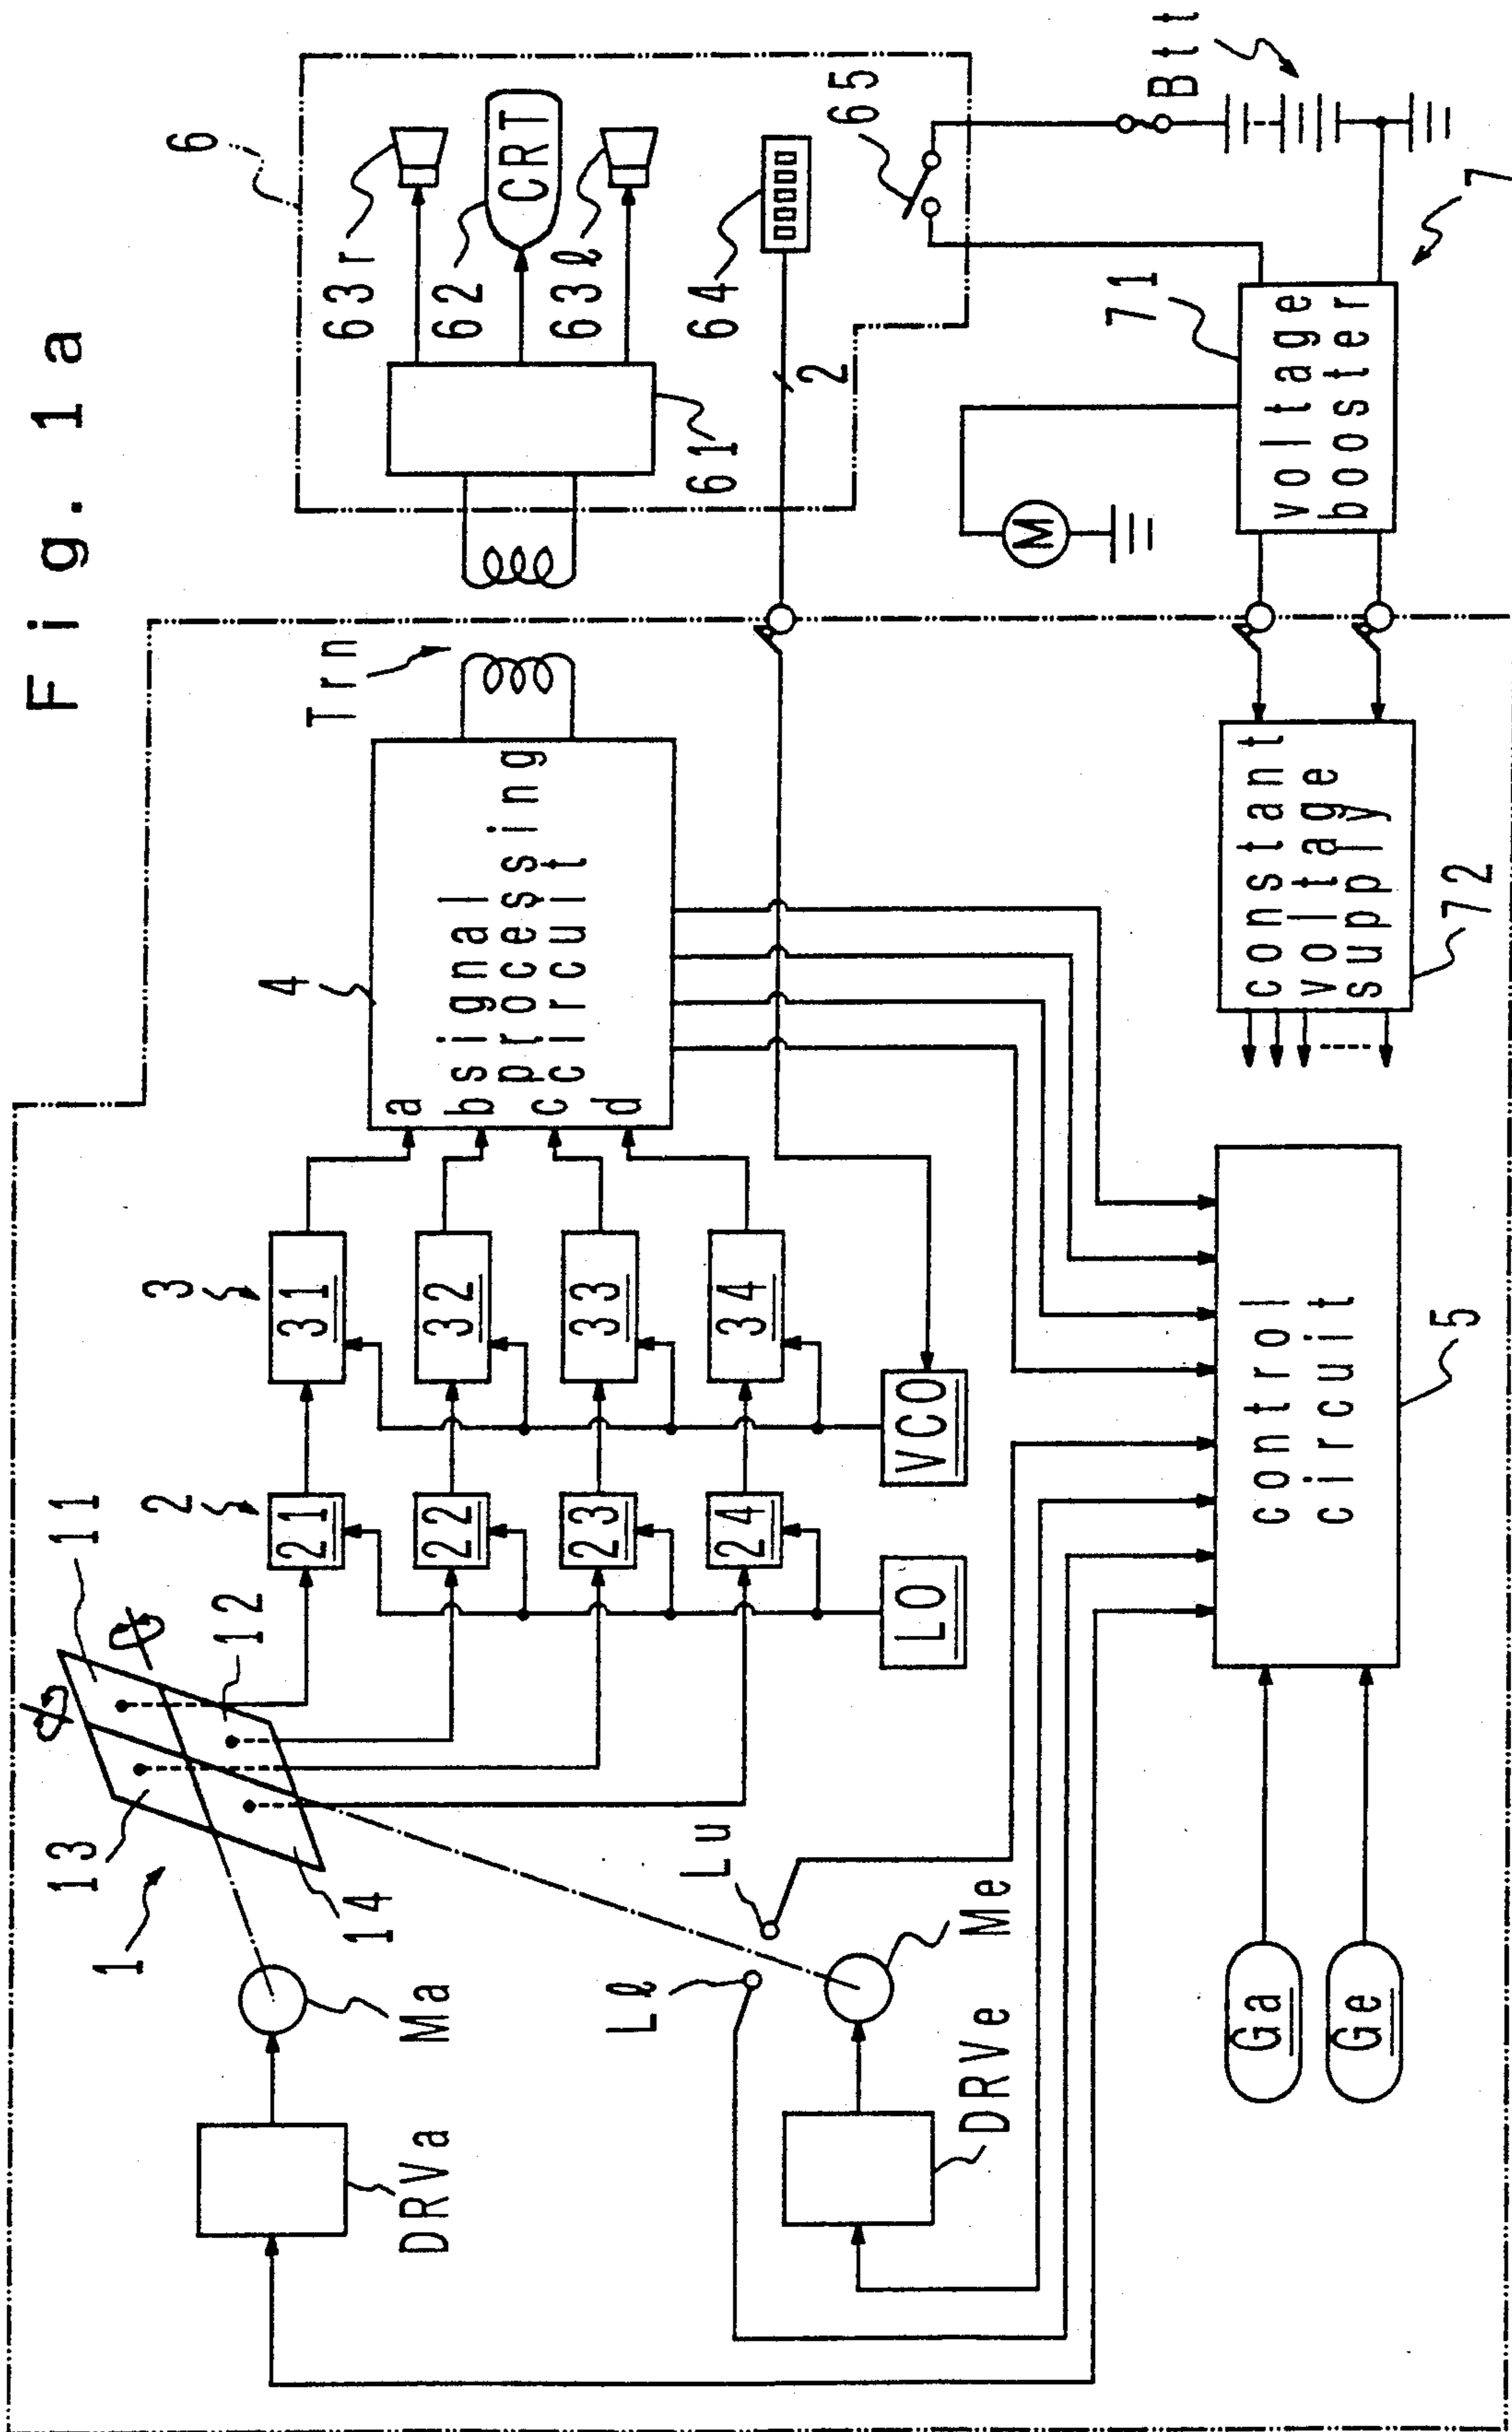 Fig. 1a
6
63r
62
CRT
63ℓ
64
65
61
2
Btt
7
71
voltage
booster
M
Trn
4
signal
processing
circuit
a
b
c
d
constant
voltage
supply
72
3
31
32
33
34
VCO
2
21
22
23
24
LO
11
12
13
14
1
Ma
DRVa
Lu
Lℓ
Me
DRVe
control
circuit
5
Ga
Ge